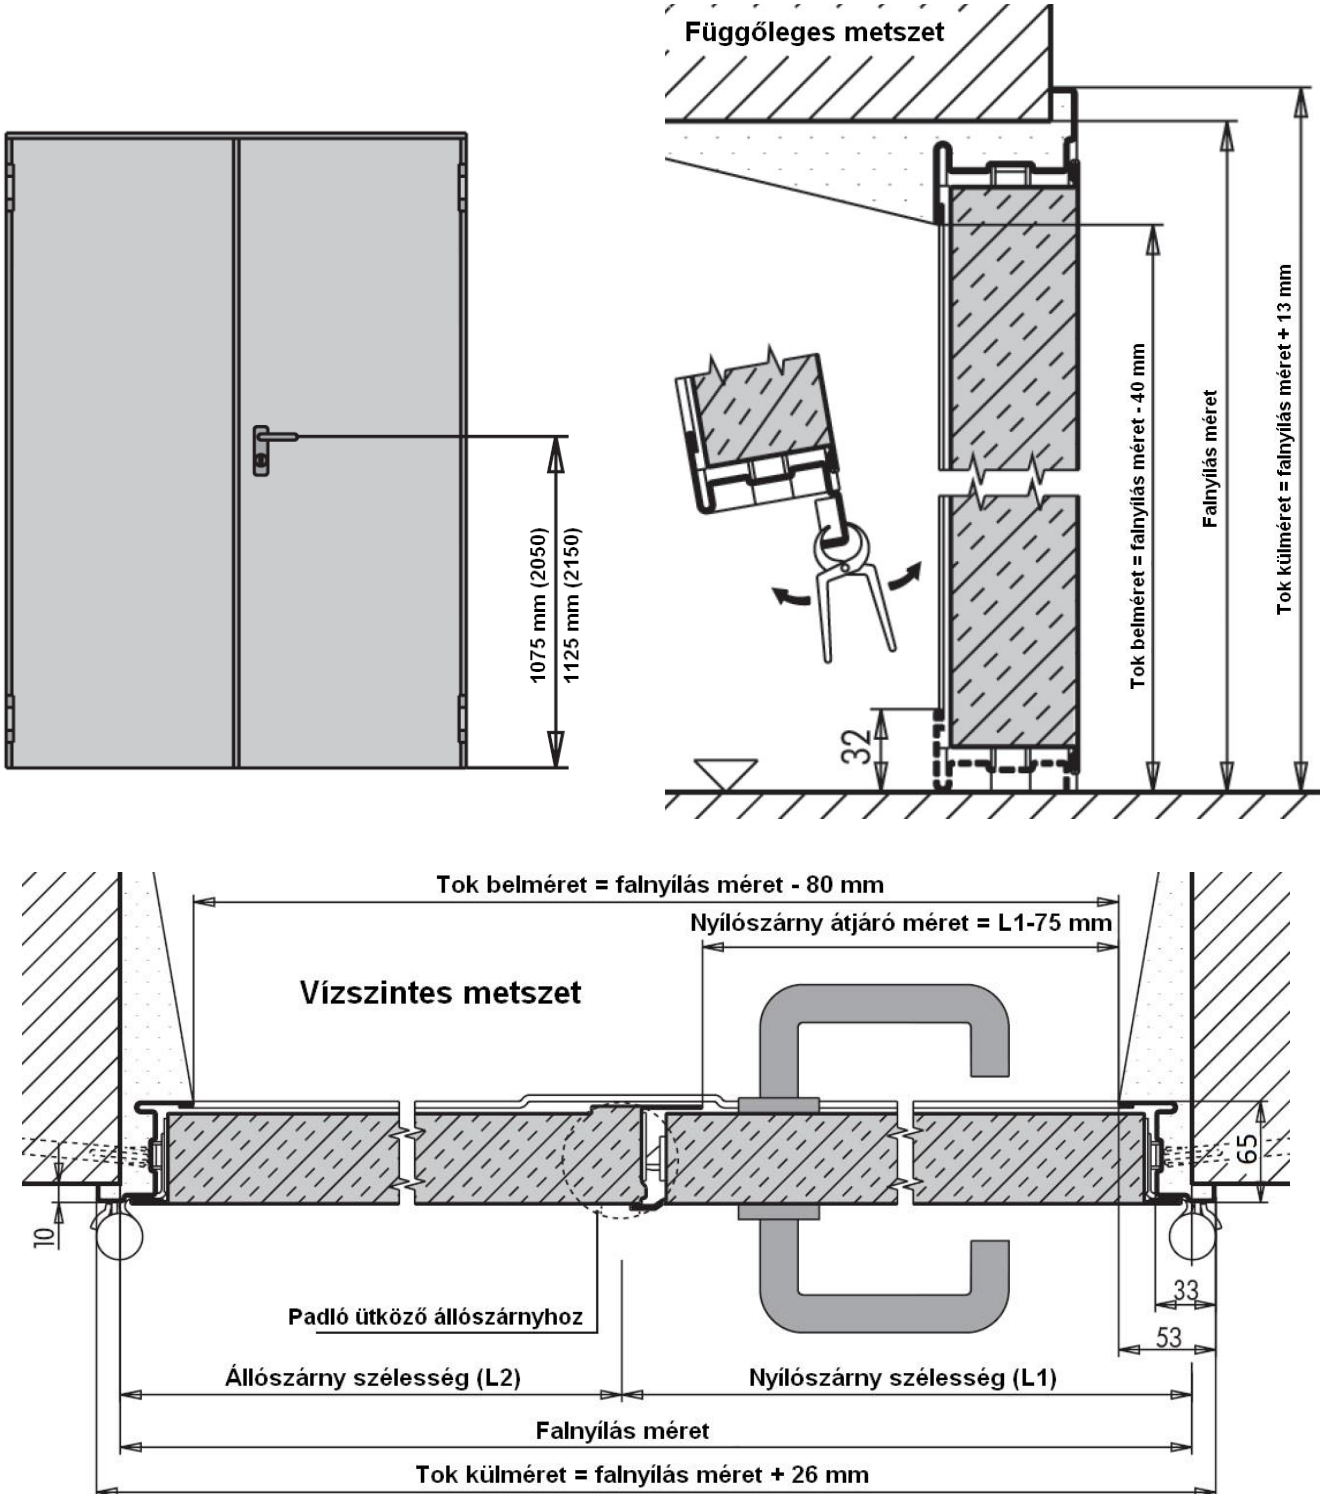 Függőleges metszet
1075 mm (2050)
1125 mm (2150)
Tok belméret = falnyílás méret - 40 mm
Falnyílás méret
Tok külméret = falnyílás méret + 13 mm
32
Tok belméret = falnyílás méret - 80 mm
Nyílószárny átjáró méret = L1-75 mm
Vízszintes metszet
65
10
33
Padló ütköző állószárnyhoz
53
Állószárny szélesség (L2)
Nyílószárny szélesség (L1)
Falnyílás méret
Tok külméret = falnyílás méret + 26 mm